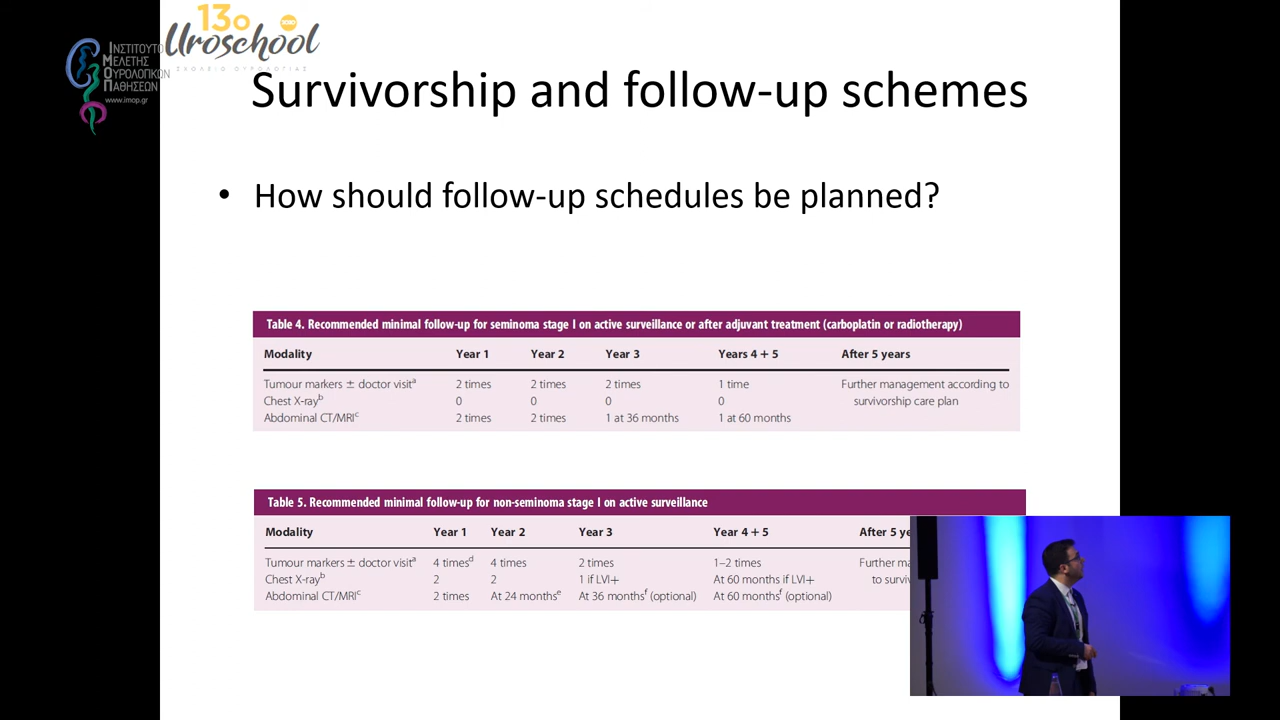 13ο
Uroschool
ΣΧΟΛΕΙΟ ΟΥΡΟΛΟΓΙΑΣ
ΙΝΣΤΙΤΟΥΤΟ
ΜΕΛΕΤΗΣ
ΟΥΡΟΛΟΓΙΚΩΝ
ΠΑΘΗΣΕΩΝ
www.imop.gr
Survivorship and follow-up schemes
• How should follow-up schedules be planned?
Table 4. Recommended minimal follow-up for seminoma stage I on active surveillance or after adjuvant treatment (carboplatin or radiotherapy)
Modality Year 1 Year 2 Year 3 Years 4 + 5 After 5 years
Tumour markers ± doctor visitᵃ 2 times 2 times 2 times 1 time Further management according to
Chest X-rayᵇ 0 0 0 0 survivorship care plan
Abdominal CT/MRIᶜ 2 times 2 times 1 at 36 months 1 at 60 months
Table 5. Recommended minimal follow-up for non-seminoma stage I on active surveillance
Modality Year 1 Year 2 Year 3 Year 4 + 5 After 5 ye
Tumour markers ± doctor visitᵃ 4 timesᵈ 4 times 2 times 1–2 times Further ma
Chest X-rayᵇ 2 2 1 if LVI+ At 60 months if LVI+ to surviv
Abdominal CT/MRIᶜ 2 times At 24 monthsᵉ At 36 monthsᶠ (optional) At 60 monthsᶠ (optional)